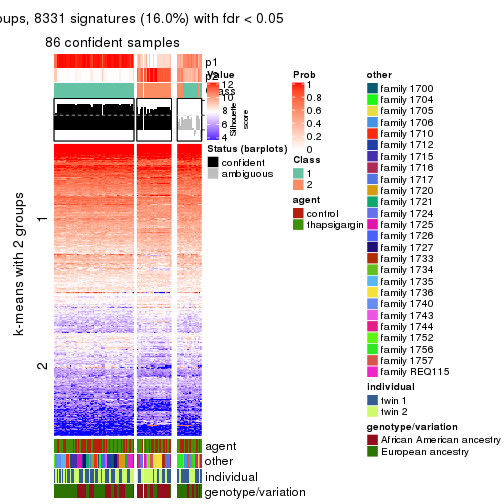 oups, 8331 signatures (16.0%) with fdr < 0.05
86 confident samples
p1
p2
Class
Silhouette
score
k-means with 2 groups
1
2
agent
other
individual
genotype/variation
Value
12
10
8
6
4
Status (barplots)
confident
ambiguous
Prob
1
0.8
0.6
0.4
0.2
0
Class
1
2
agent
control
thapsigargin
other
family 1700
family 1704
family 1705
family 1706
family 1710
family 1712
family 1715
family 1716
family 1717
family 1720
family 1721
family 1724
family 1725
family 1726
family 1727
family 1733
family 1734
family 1735
family 1736
family 1740
family 1743
family 1744
family 1752
family 1756
family 1757
family REQ115
individual
twin 1
twin 2
genotype/variation
African American ancestry
European ancestry